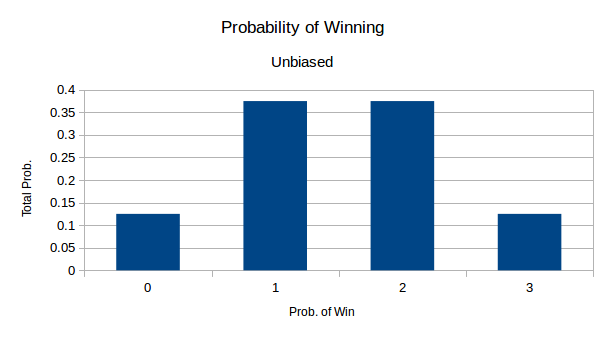 Probability of Winning
Unbiased
Total Prob.
0.4
0.35
0.3
0.25
0.2
0.15
0.1
0.05
0
0 1 2 3
Prob. of Win